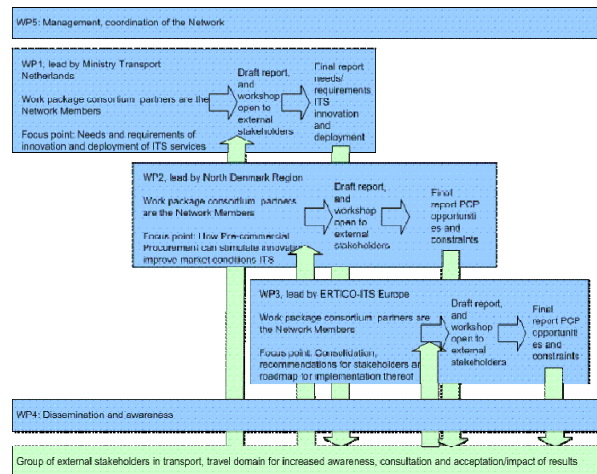 WP5: Management, coordination of the Network
WP1, lead by Ministry Transport
Netherlands
Work package consortium partners are the
Network Members
Focus point: Needs and requirements of
innovation and deployment of ITS services
Draft report,
and
workshop
open to
external
stakeholders
Final report
needs/
requirements
ITS
innovation
and
deployment
WP2, lead by North Denmark Region
Work package consortium partners
are the Network Members
Focus point: How Pre-commercial
Procurement can stimulate innovation
improve market conditions ITS
Draft report,
and
workshop
open to
external
stakeholders
Final
report PCP
opportuniti
es and
constraints
WP3, lead by ERTICO-ITS Europe
Work package consortium partners are
the Network Members
Focus point: Consolidation,
recommendations for stakeholders
roadmap for implementation thereof
Draft report,
and
workshop
open to
external
stakeholders
Final
report PCP
opportuniti
es and
constraints
WP4: Dissemination and awareness
Group of external stakeholders in transport, travel domain for increased awareness, consultation and acceptation/impact of results